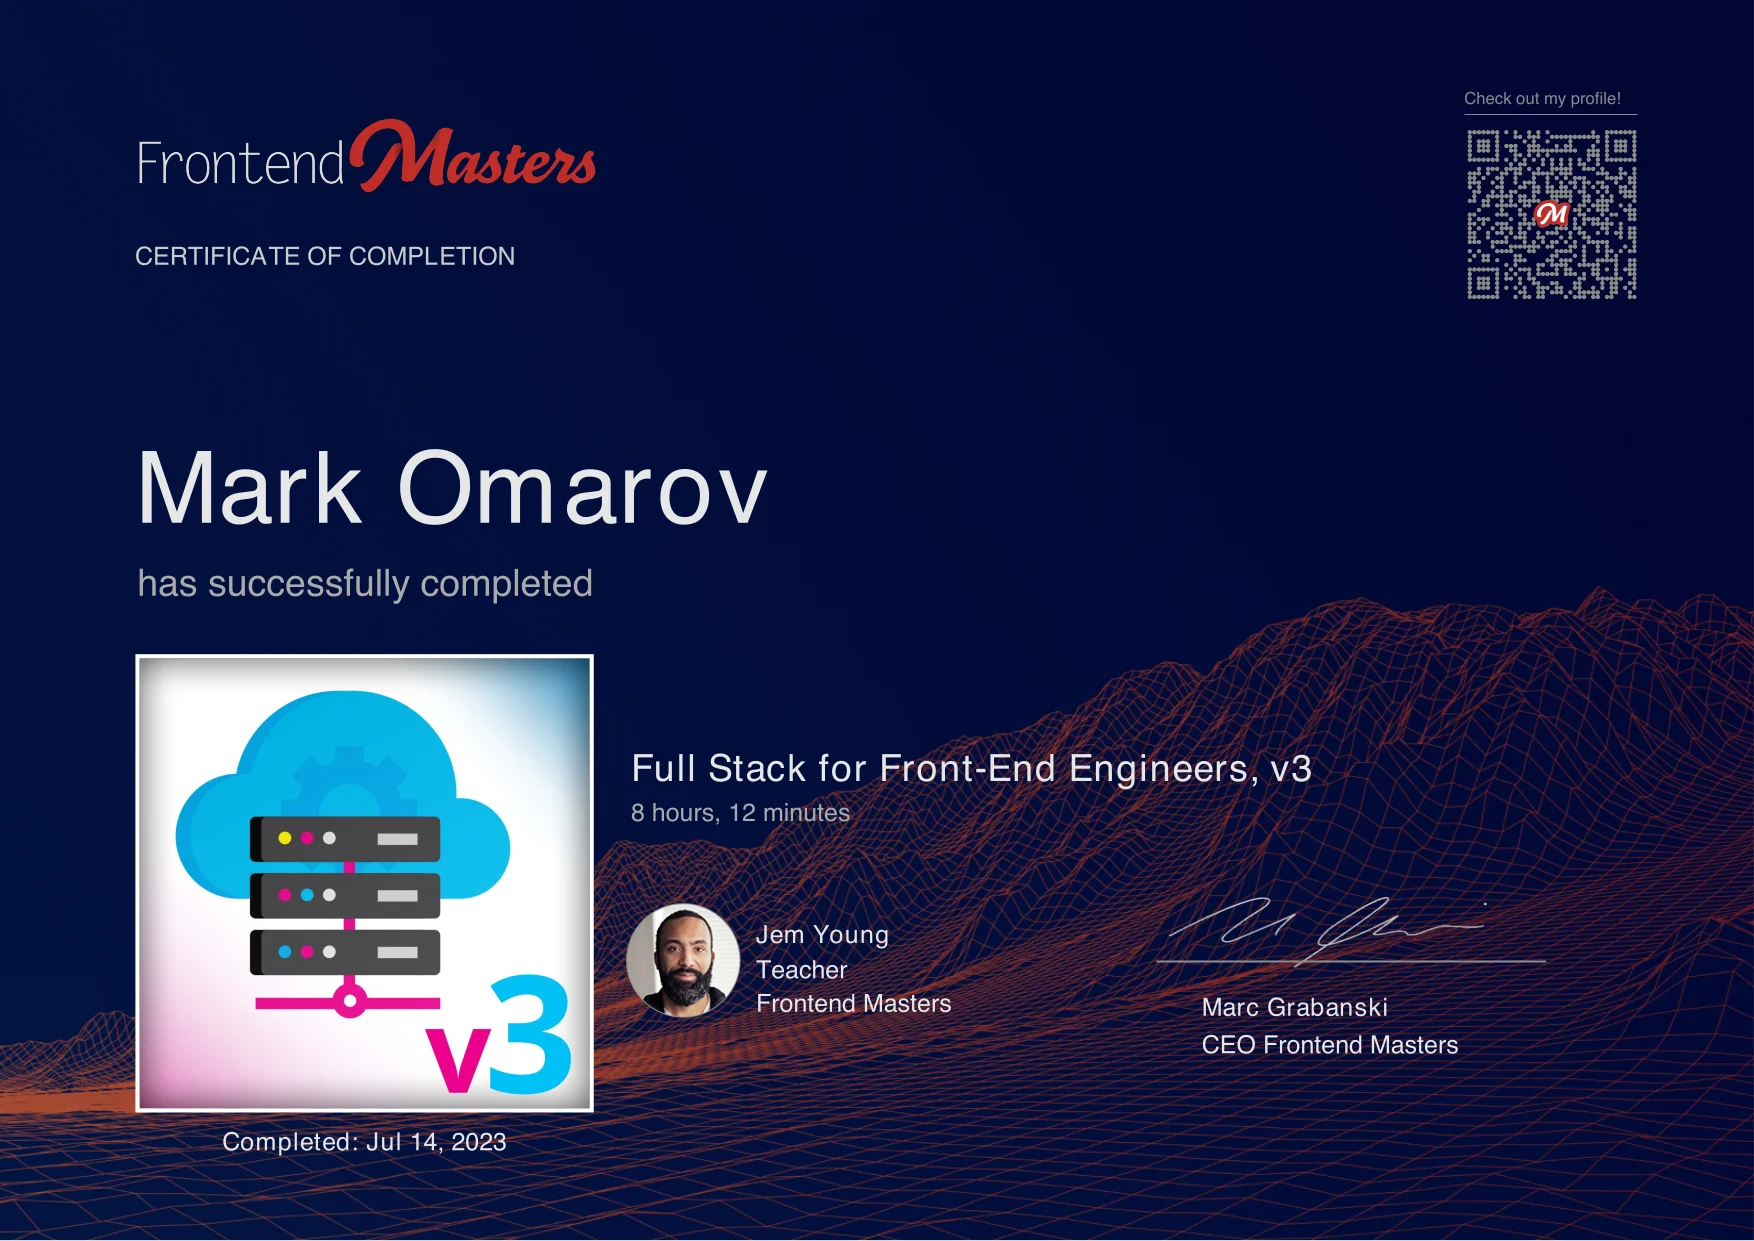 Check out my profile!
Frontend Masters
M
CERTIFICATE OF COMPLETION
Mark Omarov
has successfully completed
v3
Full Stack for Front-End Engineers, v3
8 hours, 12 minutes
Jem Young
Teacher
Frontend Masters
Marc Grabanski
CEO Frontend Masters
Completed: Jul 14, 2023